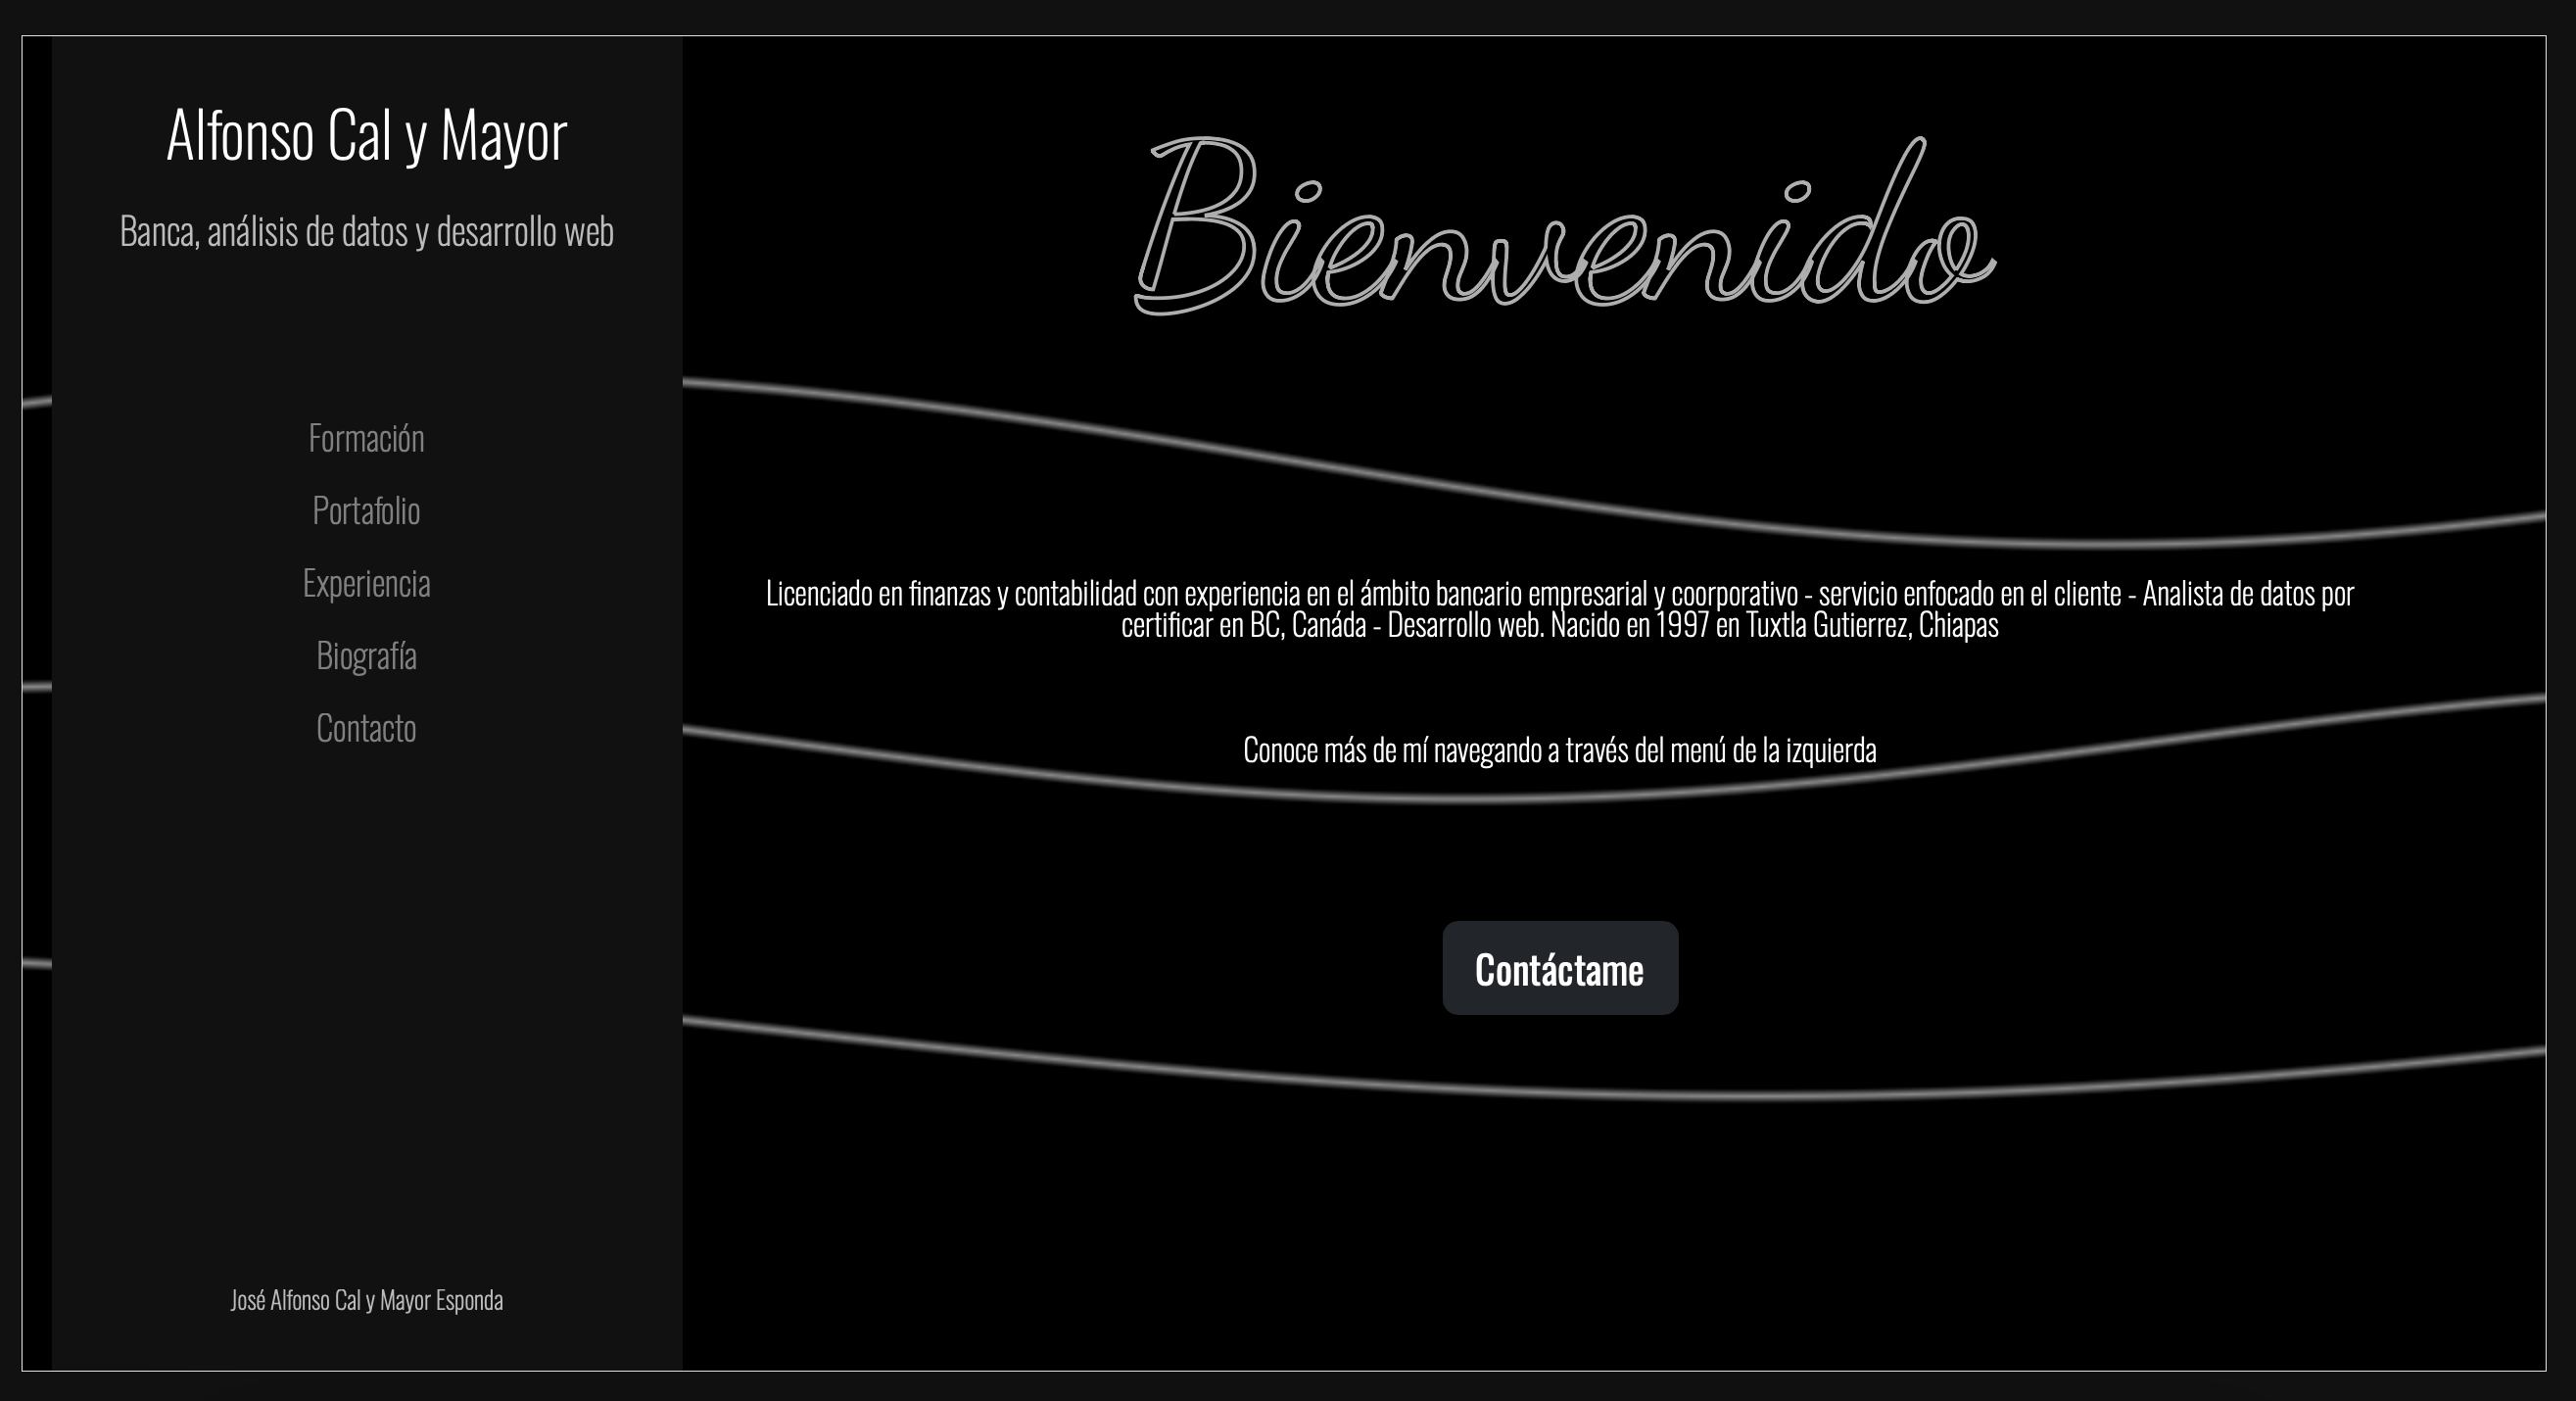 Alfonso Cal y Mayor
Banca, análisis de datos y desarrollo web
Formación
Portafolio
Experiencia
Biografía
Contacto
José Alfonso Cal y Mayor Esponda
Bienvenido
Licenciado en finanzas y contabilidad con experiencia en el ámbito bancario empresarial y coorporativo - servicio enfocado en el cliente - Analista de datos por
certificar en BC, Canáda - Desarrollo web. Nacido en 1997 en Tuxtla Gutierrez, Chiapas
Conoce más de mí navegando a través del menú de la izquierda
Contáctame